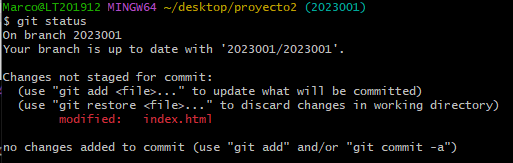 Marco@LT201912 MINGW64 ~/desktop/proyecto2 (2023001)
$ git status
On branch 2023001
Your branch is up to date with '2023001/2023001'.

Changes not staged for commit:
  (use "git add <file>..." to update what will be committed)
  (use "git restore <file>..." to discard changes in working directory)
        modified:   index.html

no changes added to commit (use "git add" and/or "git commit -a")